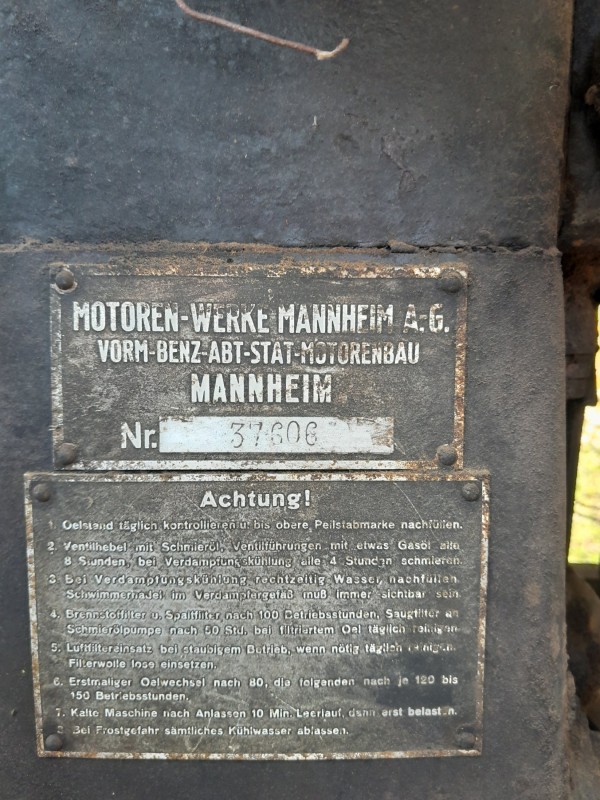 MOTOREN-WERKE MANNHEIM A-G.
VORM-BENZ-ABT-STAT-MOTORENBAU
MANNHEIM
Nr. 37606
Achtung!
1. Oelstand täglich kontrollieren u. bis obere Peilstabmarke nachfüllen.
2. Ventilhebel mit Schmieröl, Ventilführungen mit etwas Gasöl alle
8 Stunden, bei Verdampfungskühlung alle 4 Stunden schmieren.
3. Bei Verdampfungskühlung rechtzeitig Wasser nachfüllen.
Schwimmernadel im Verdampfergefäß muß immer sichtbar sein.
4. Brennstoffilter u. Spaltfilter nach 100 Betriebsstunden, Saugfilter an
Schmierölpumpe nach 50 Std. bei filtriertem Oel täglich reinigen.
5. Luftfiltereinsatz bei staubigem Betrieb, wenn nötig täglich reinigen.
Filterwolle lose einsetzen.
6. Erstmaliger Oelwechsel nach 80, die folgenden nach je 120 bis
150 Betriebsstunden.
7. Kalte Maschine nach Anlassen 10 Min. Leerlauf, dann erst belasten.
8. Bei Frostgefahr sämtliches Kühlwasser ablassen.